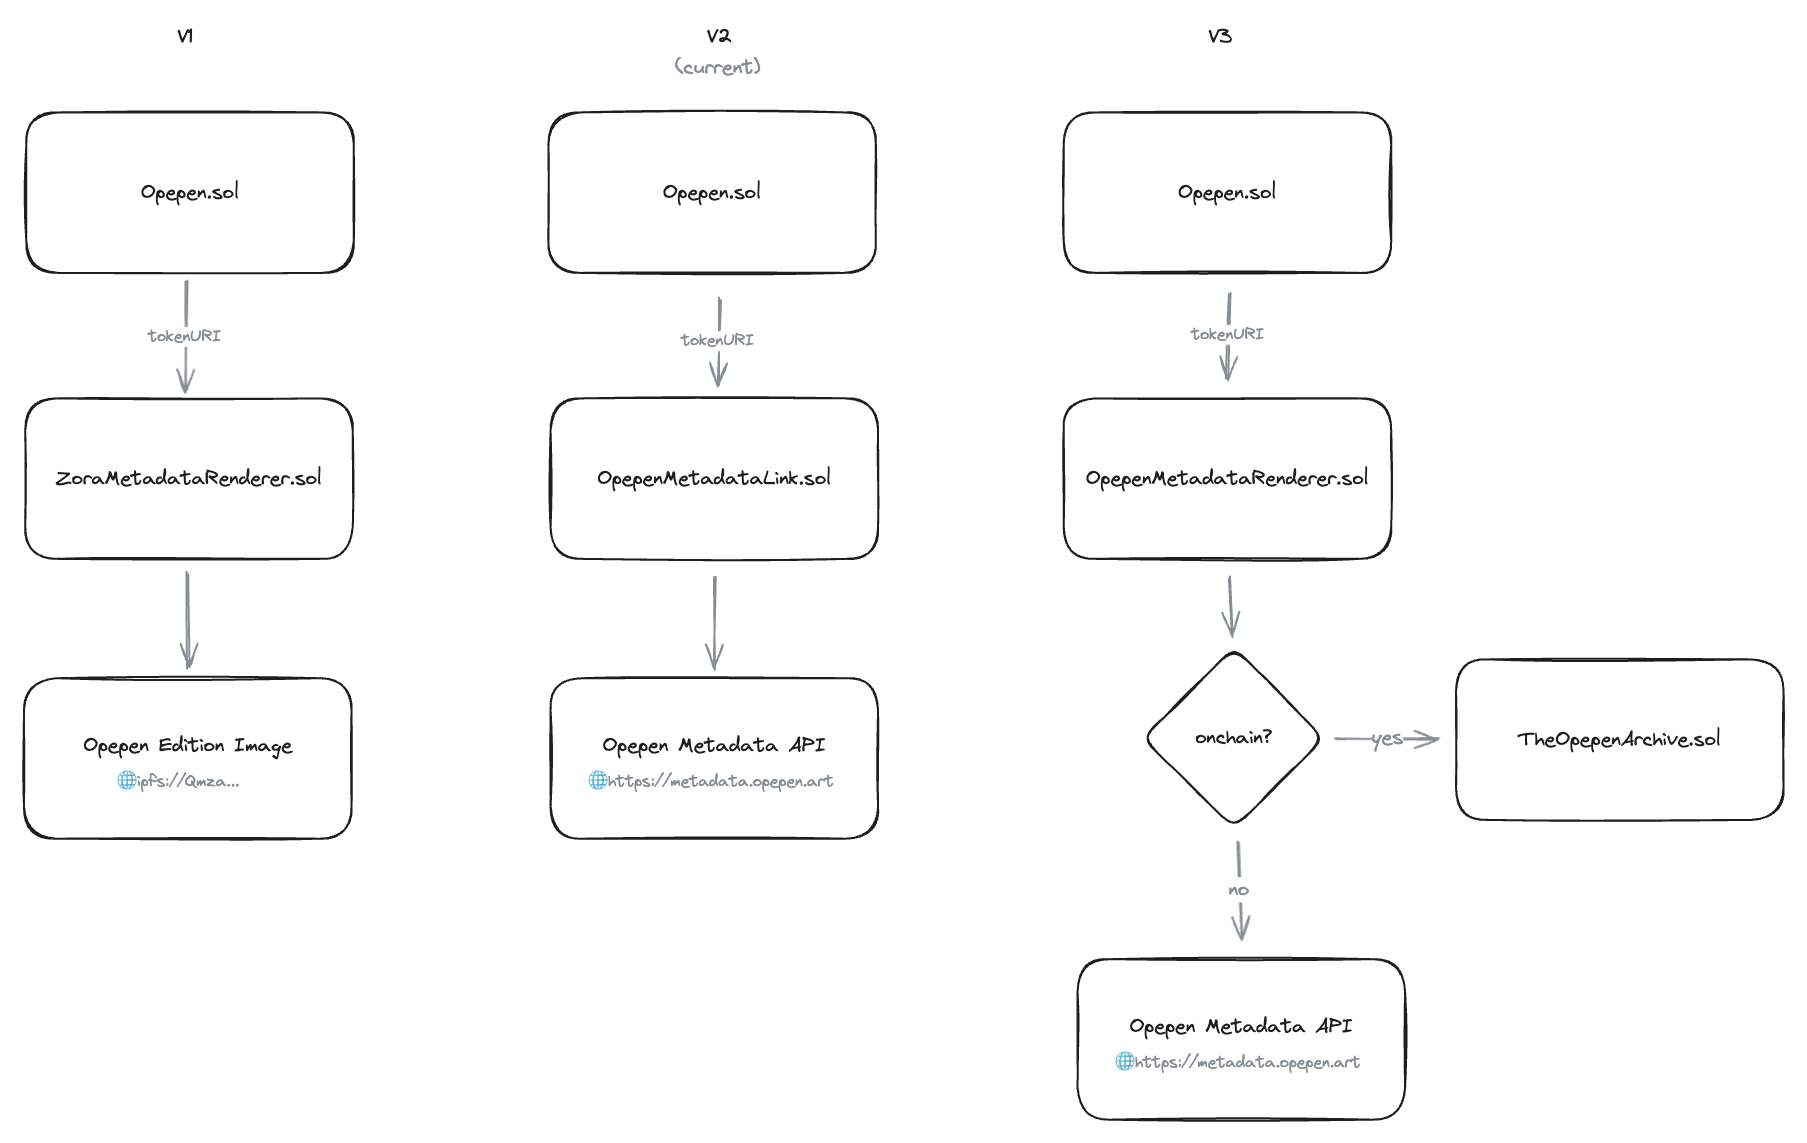 V1
Opepen.sol
tokenURI
ZoraMetadataRenderer.sol
Opepen Edition Image
ipfs://Qmza...
V2
(current)
Opepen.sol
tokenURI
OpepenMetadataLink.sol
Opepen Metadata API
https://metadata.opepen.art
V3
Opepen.sol
tokenURI
OpepenMetadataRenderer.sol
onchain?
yes
TheOpepenArchive.sol
no
Opepen Metadata API
https://metadata.opepen.art